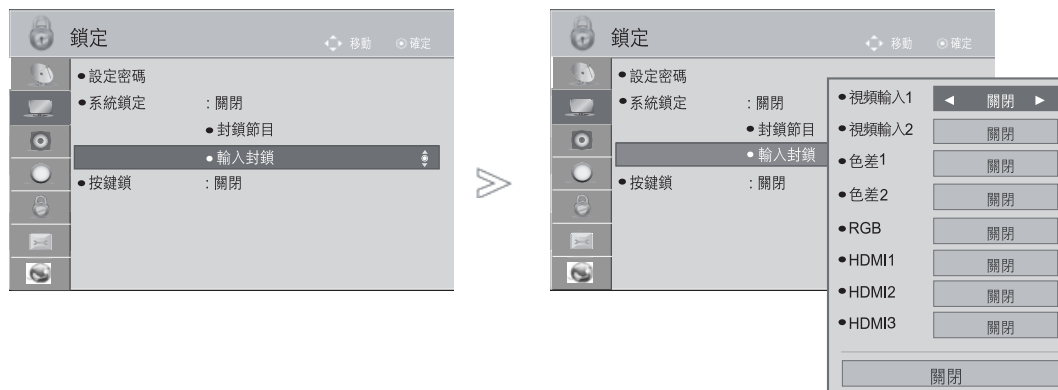 鎖定 移動 ⊙確定
●設定密碼
●系統鎖定 : 關閉
●封鎖節目
●輸入封鎖
●按鍵鎖 : 關閉
鎖定 移動 ⊙確定
●設定密碼
●系統鎖定 : 關閉
●封鎖節目
●輸入封鎖
●按鍵鎖 : 關閉
●視頻輸入1 ◀ 關閉 ▶
●視頻輸入2 關閉
●色差1 關閉
●色差2 關閉
●RGB 關閉
●HDMI1 關閉
●HDMI2 關閉
●HDMI3 關閉
關閉